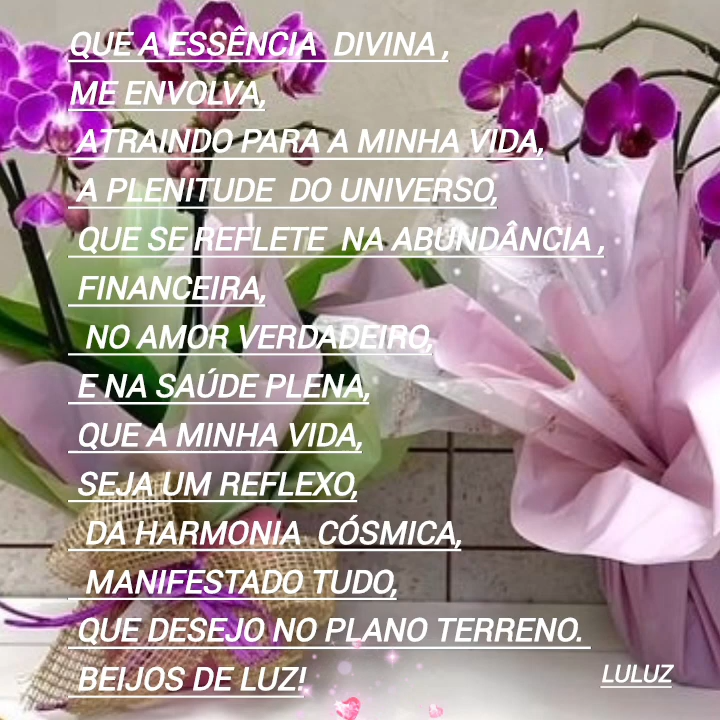 QUE A ESSÊNCIA DIVINA ,
ME ENVOLVA,
ATRAINDO PARA A MINHA VIDA,
A PLENITUDE DO UNIVERSO,
QUE SE REFLETE NA ABUNDÂNCIA ,
FINANCEIRA,
NO AMOR VERDADEIRO,
E NA SAÚDE PLENA,
QUE A MINHA VIDA,
SEJA UM REFLEXO,
DA HARMONIA CÓSMICA,
MANIFESTADO TUDO,
QUE DESEJO NO PLANO TERRENO.
BEIJOS DE LUZ!
LULUZ